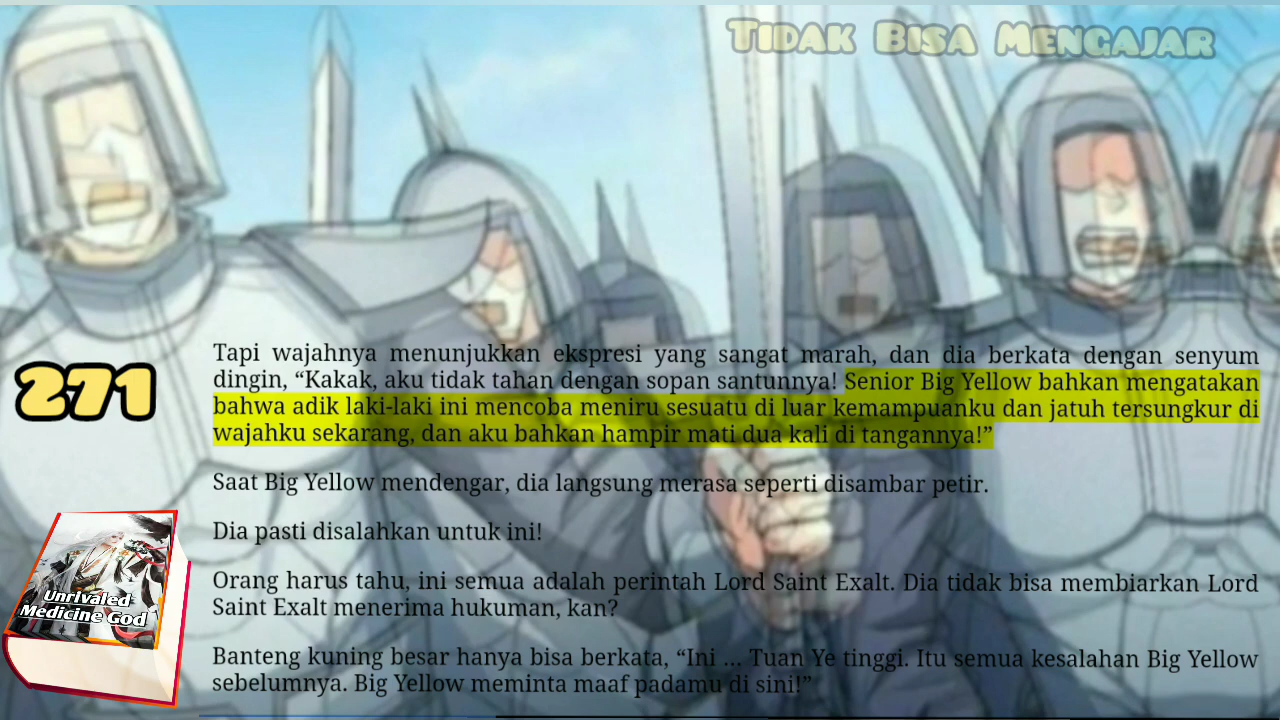 Tidak Bisa Mengajar
271
Tapi wajahnya menunjukkan ekspresi yang sangat marah, dan dia berkata dengan senyum
dingin, “Kakak, aku tidak tahan dengan sopan santunnya! Senior Big Yellow bahkan mengatakan
bahwa adik laki-laki ini mencoba meniru sesuatu di luar kemampuanku dan jatuh tersungkur di
wajahku sekarang, dan aku bahkan hampir mati dua kali di tangannya!”
Saat Big Yellow mendengar, dia langsung merasa seperti disambar petir.
Dia pasti disalahkan untuk ini!
Orang harus tahu, ini semua adalah perintah Lord Saint Exalt. Dia tidak bisa membiarkan Lord
Saint Exalt menerima hukuman, kan?
Banteng kuning besar hanya bisa berkata, “Ini ... Tuan Ye tinggi. Itu semua kesalahan Big Yellow
sebelumnya. Big Yellow meminta maaf padamu di sini!”
Unrivaled
Medicine God